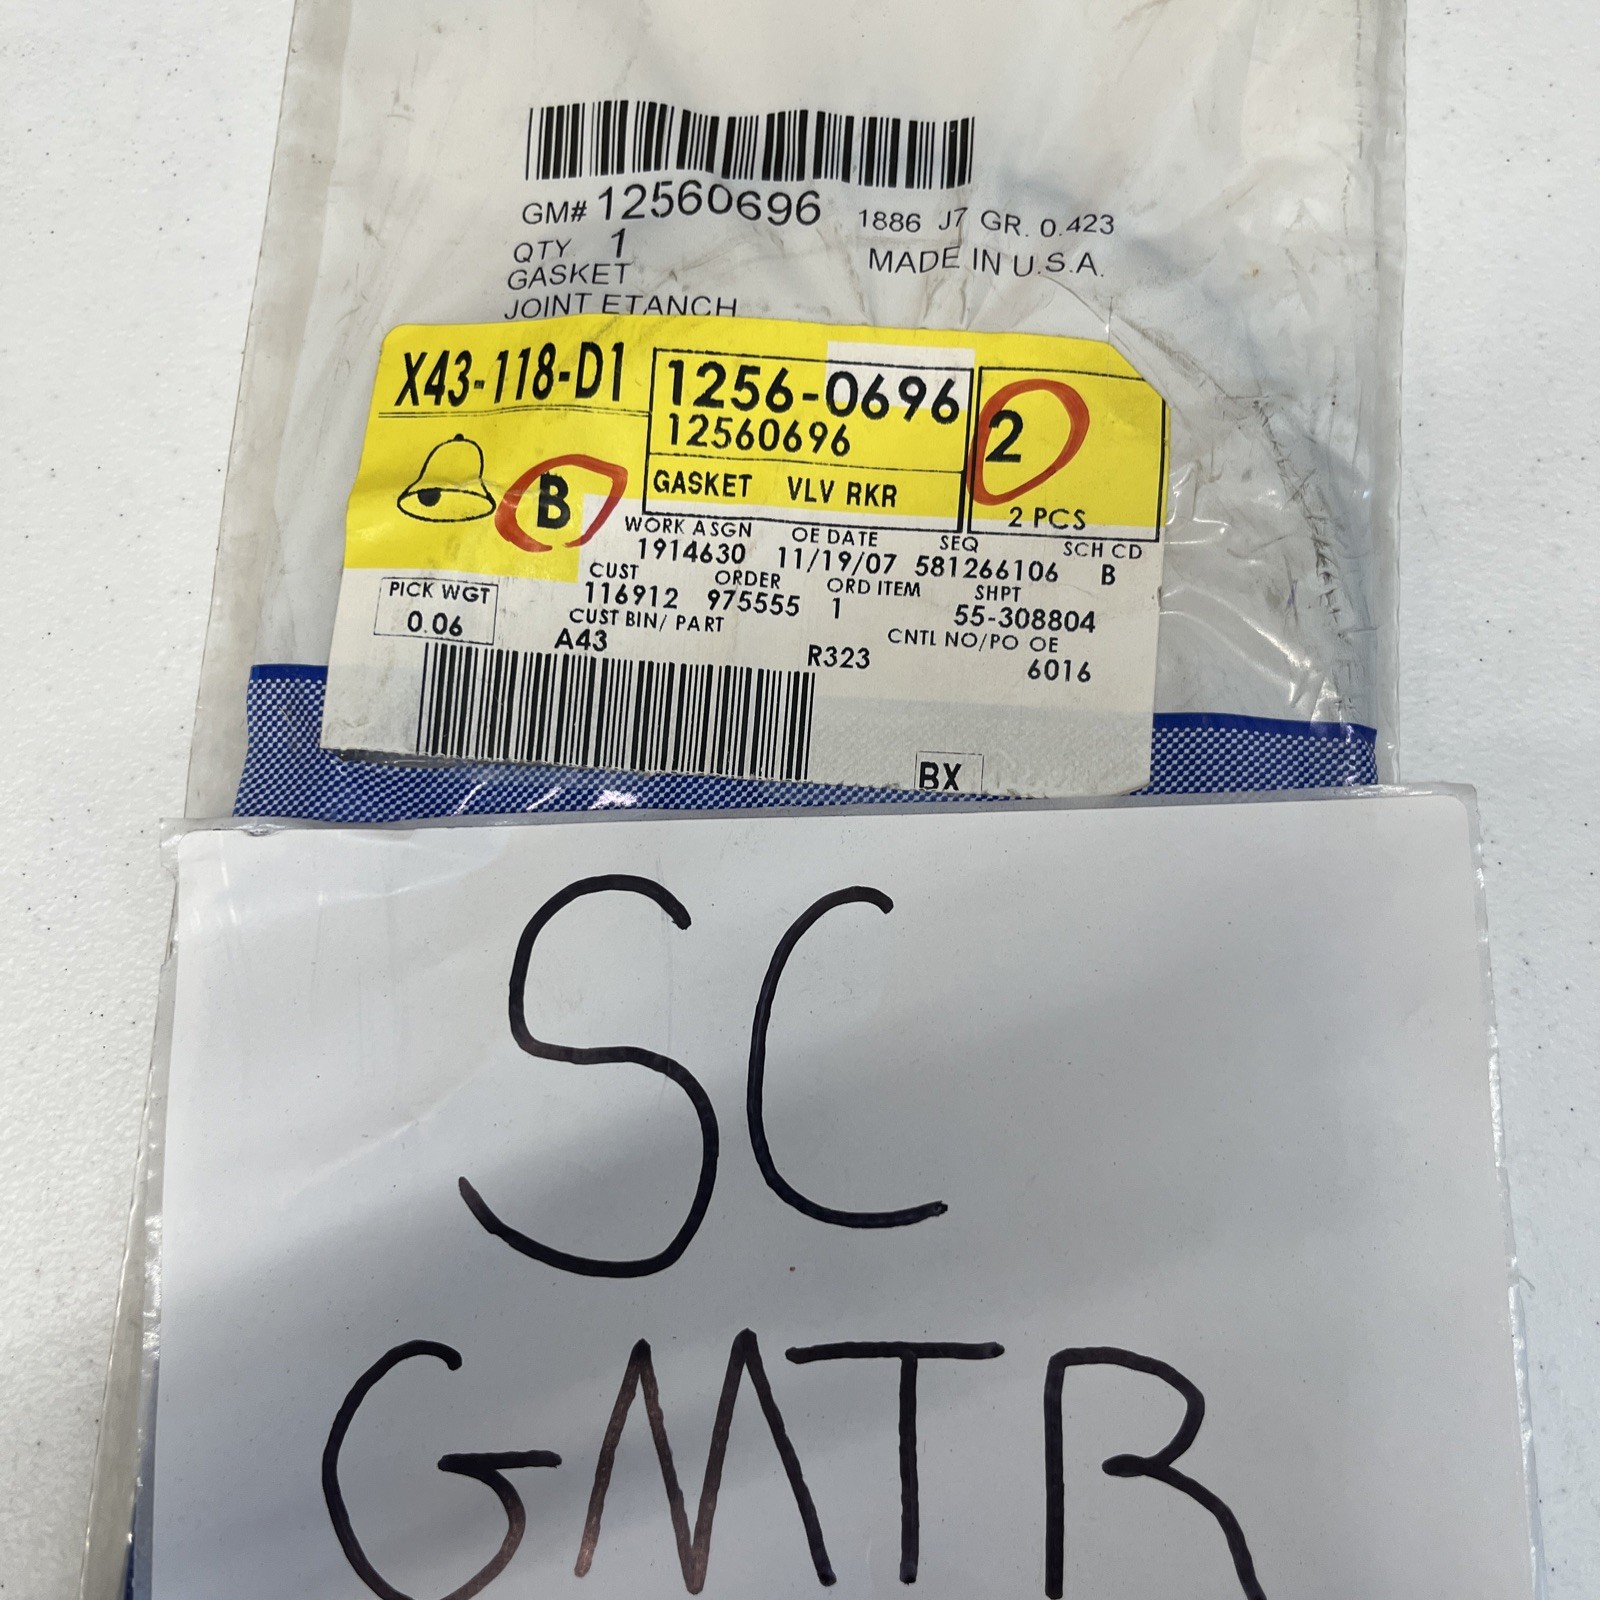 GM# 12560696 1886 J7 GR. 0.423
QTY 1 MADE IN U.S.A.
GASKET
JOINT ETANCH
X43-118-D1 1256-0696 2
12560696
B GASKET VLV RKR 2 PCS
WORK ASGN OE DATE SEQ SCH CD
1914630 11/19/07 581266106 B
CUST ORDER ORD ITEM SHPT
116912 975555 1 55-308804
PICK WGT CUST BIN/ PART CNTL NO/PO OE
0.06 A43 R323 6016
BX
SC
GMTR